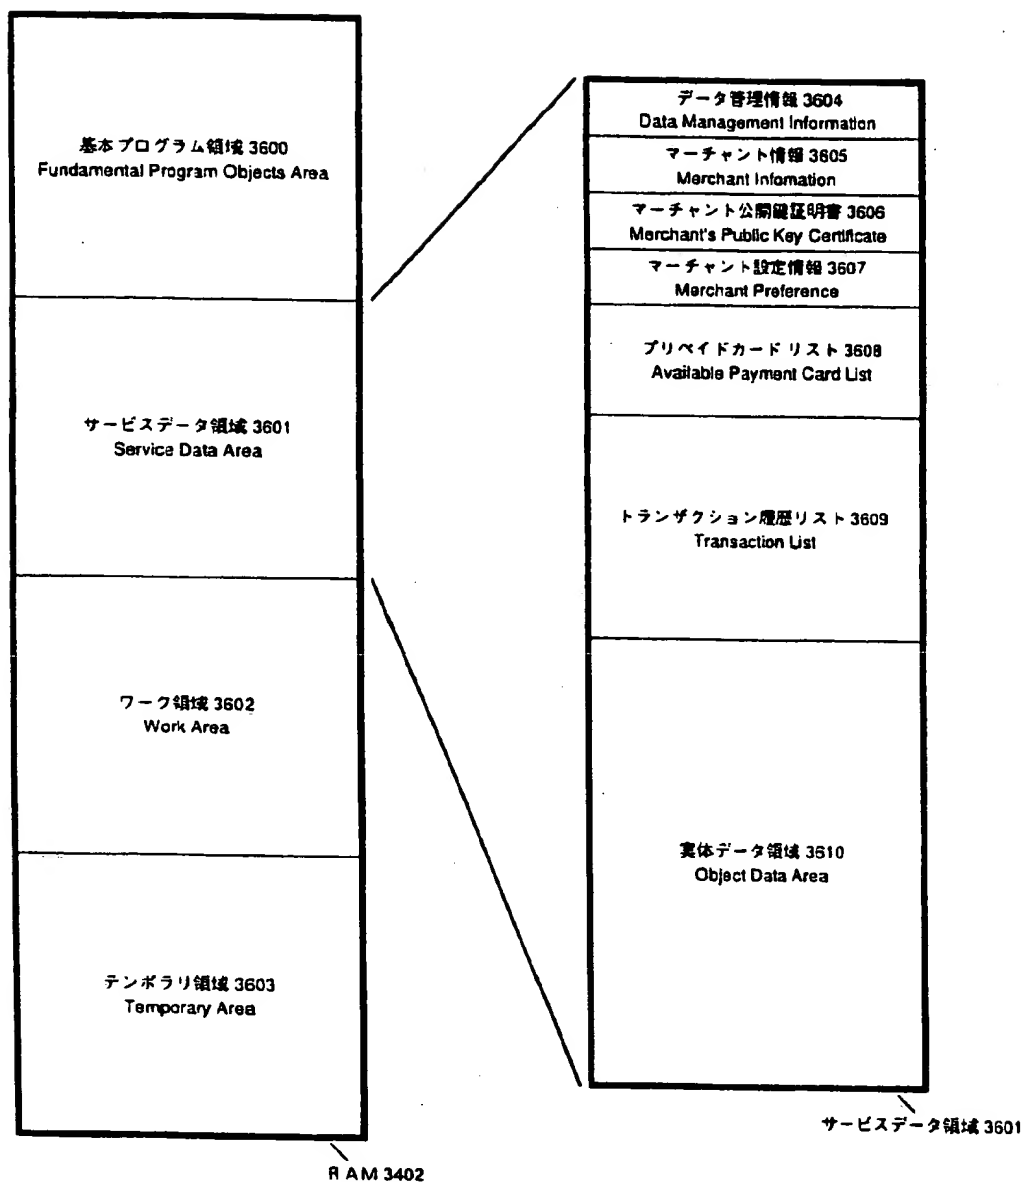 基本プログラム領域 3600
Fundamental Program Objects Area
サービスデータ領域 3601
Service Data Area
ワーク領域 3602
Work Area
テンポラリ領域 3603
Temporary Area
RAM 3402
データ管理情報 3604
Data Management Information
マーチャント情報 3605
Merchant Infomation
マーチャント公開鍵証明書 3606
Merchant's Public Key Certificate
マーチャント設定情報 3607
Merchant Preference
プリペイドカード リスト 3608
Available Payment Card List
トランザクション履歴リスト 3609
Transaction List
実体データ領域 3610
Object Data Area
サービスデータ領域 3601